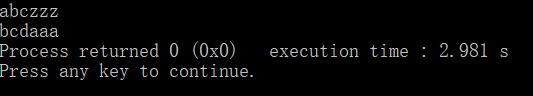 abczzz
bcdaaa
Process returned 0 (0x0)   execution time : 2.981 s
Press any key to continue.